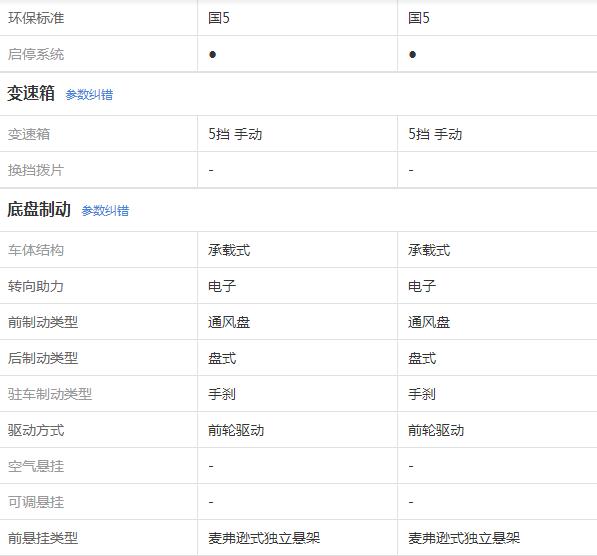 环保标准 国5 国5
启停系统 ● ●
变速箱 参数纠错
变速箱 5挡 手动 5挡 手动
换挡拨片 - -
底盘制动 参数纠错
车体结构 承载式 承载式
转向助力 电子 电子
前制动类型 通风盘 通风盘
后制动类型 盘式 盘式
驻车制动类型 手刹 手刹
驱动方式 前轮驱动 前轮驱动
空气悬挂 - -
可调悬挂 - -
前悬挂类型 麦弗逊式独立悬架 麦弗逊式独立悬架